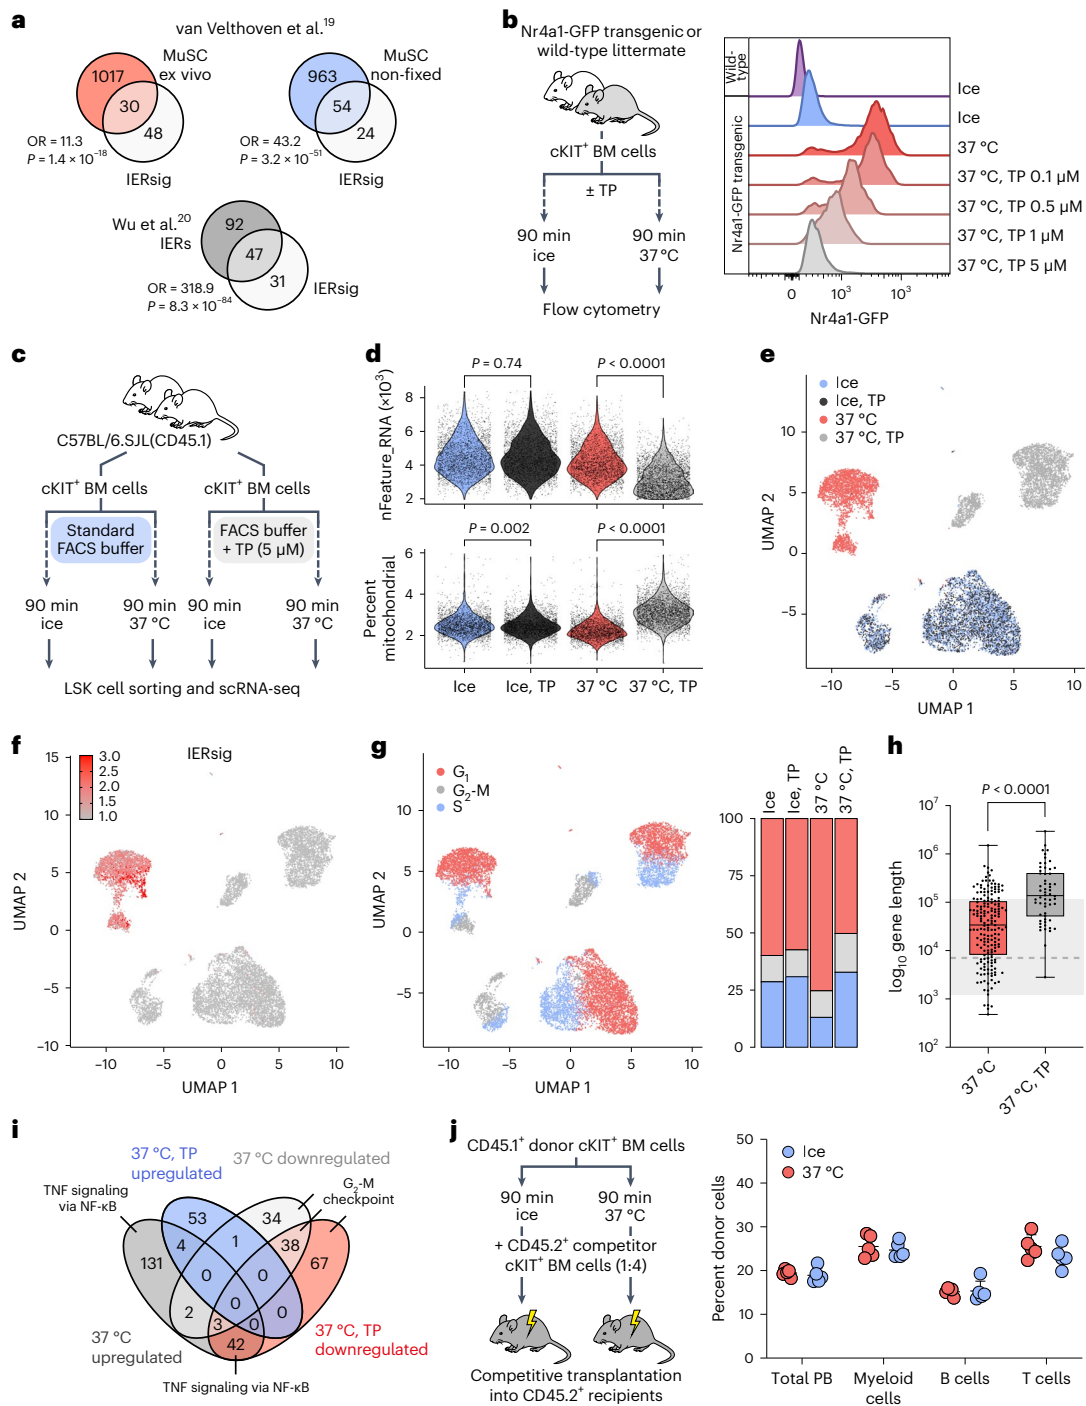 a
van Velthoven et al.19
1017
MuSC
ex vivo
30
48
OR = 11.3
P = 1.4 × 10−18
IERsig
963
MuSC
non-fixed
54
24
OR = 43.2
P = 3.2 × 10−51
IERsig
Wu et al.20
IERs
92
47
31
IERsig
OR = 318.9
P = 8.3 × 10−84
b
Nr4a1-GFP transgenic or
wild-type littermate
cKIT+ BM cells
± TP
90 min
ice
90 min
37 °C
Flow cytometry
Wild-
type
Nr4a1-GFP transgenic
Ice
Ice
37 °C
37 °C, TP 0.1 µM
37 °C, TP 0.5 µM
37 °C, TP 1 µM
37 °C, TP 5 µM
0
103
103
Nr4a1-GFP
c
C57BL/6.SJL(CD45.1)
cKIT+ BM cells
cKIT+ BM cells
Standard
FACS buffer
FACS buffer
+ TP (5 µM)
90 min
ice
90 min
37 °C
90 min
ice
90 min
37 °C
LSK cell sorting and scRNA-seq
d
P = 0.74
P < 0.0001
nFeature_RNA (×103)
8
6
4
2
P = 0.002
P < 0.0001
Percent
mitochondrial
6
4
2
Ice
Ice, TP
37 °C
37 °C, TP
e
Ice
Ice, TP
37 °C
37 °C, TP
UMAP 2
10
5
0
−5
−10
−5
0
5
10
UMAP 1
f
IERsig
3.0
2.5
2.0
1.0
UMAP 2
15
10
5
0
−5
−10
−10
−5
0
5
10
UMAP 1
g
G1
G2-M
S
UMAP 2
10
5
0
−5
−10
−5
0
5
10
UMAP 1
Ice
Ice, TP
37 °C
37 °C, TP
100
75
50
25
0
h
P < 0.0001
log10 gene length
107
106
105
104
103
102
37 °C
37 °C, TP
i
37 °C, TP
upregulated
37 °C downregulated
TNF signaling
via NF-κB
G2-M
checkpoint
53
34
131
4
1
38
67
0
0
2
0
0
3
0
42
37 °C
upregulated
37 °C, TP
downregulated
TNF signaling via NF-κB
j
CD45.1+ donor cKIT+ BM cells
90 min
ice
90 min
37 °C
+ CD45.2+ competitor
cKIT+ BM cells (1:4)
Competitive transplantation
into CD45.2+ recipients
Ice
37 °C
Percent donor cells
50
40
30
20
10
0
Total PB
Myeloid
cells
B cells
T cells